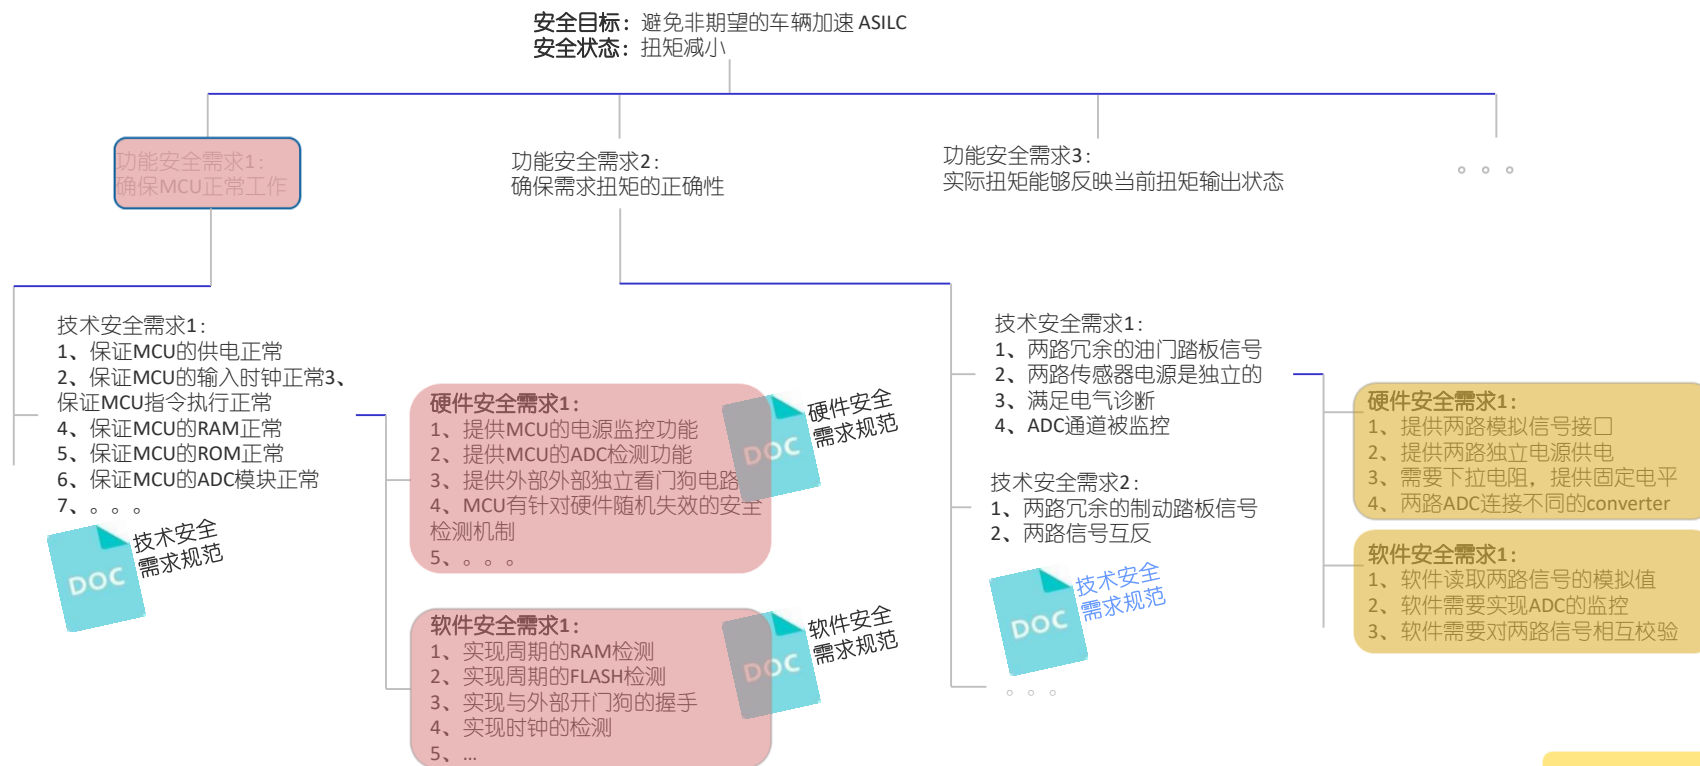 安全目标：避免非期望的车辆加速 ASILC
安全状态：扭矩减小
功能安全需求1：
确保MCU正常工作
功能安全需求2：
确保需求扭矩的正确性
功能安全需求3：
实际扭矩能够反映当前扭矩输出状态
。。。
技术安全需求1：
1、保证MCU的供电正常
2、保证MCU的输入时钟正常3、
保证MCU指令执行正常
4、保证MCU的RAM正常
5、保证MCU的ROM正常
6、保证MCU的ADC模块正常
7、。。。
DOC
技术安全
需求规范
硬件安全需求1：
1、提供MCU的电源监控功能
2、提供MCU的ADC检测功能
3、提供外部外部独立看门狗电路
4、MCU有针对硬件随机失效的安全
检测机制
5、。。。
DOC
硬件安全
需求规范
软件安全需求1：
1、实现周期的RAM检测
2、实现周期的FLASH检测
3、实现与外部开门狗的握手
4、实现时钟的检测
5、...
DOC
软件安全
需求规范
技术安全需求1：
1、两路冗余的油门踏板信号
2、两路传感器电源是独立的
3、满足电气诊断
4、ADC通道被监控
技术安全需求2：
1、两路冗余的制动踏板信号
2、两路信号互反
DOC
技术安全
需求规范
。。。
硬件安全需求1：
1、提供两路模拟信号接口
2、提供两路独立电源供电
3、需要下拉电阻，提供固定电平
4、两路ADC连接不同的converter
软件安全需求1：
1、软件读取两路信号的模拟值
2、软件需要实现ADC的监控
3、软件需要对两路信号相互校验